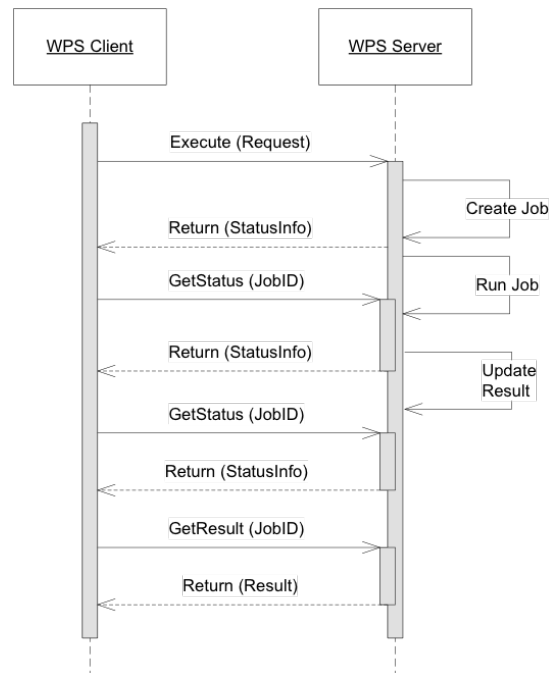 WPS Client
WPS Server
Execute (Request)
Create Job
Return (StatusInfo)
GetStatus (JobID)
Run Job
Return (StatusInfo)
Update
Result
GetStatus (JobID)
Return (StatusInfo)
GetResult (JobID)
Return (Result)